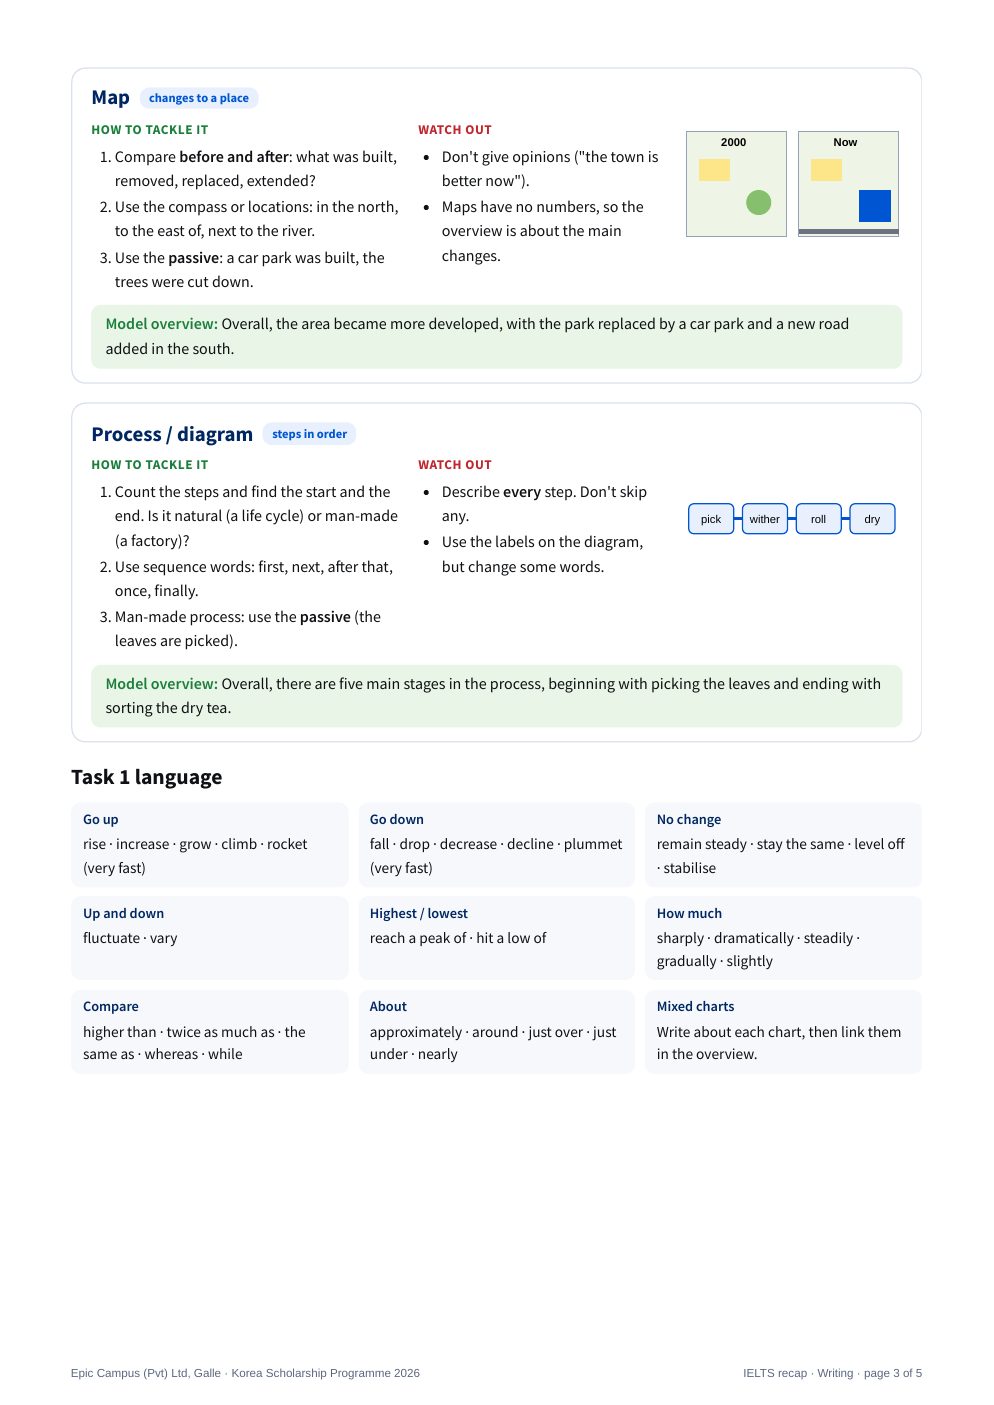 Map changes to a place
HOW TO TACKLE IT
1. Compare before and after: what was built,
removed, replaced, extended?
2. Use the compass or locations: in the north,
to the east of, next to the river.
3. Use the passive: a car park was built, the
trees were cut down.
WATCH OUT
• Don't give opinions ("the town is
better now").
• Maps have no numbers, so the
overview is about the main
changes.
2000
Now
Model overview: Overall, the area became more developed, with the park replaced by a car park and a new road
added in the south.
Process / diagram steps in order
HOW TO TACKLE IT
1. Count the steps and find the start and the
end. Is it natural (a life cycle) or man-made
(a factory)?
2. Use sequence words: first, next, after that,
once, finally.
3. Man-made process: use the passive (the
leaves are picked).
WATCH OUT
• Describe every step. Don't skip
any.
• Use the labels on the diagram,
but change some words.
pick wither roll dry
Model overview: Overall, there are five main stages in the process, beginning with picking the leaves and ending with
sorting the dry tea.
Task 1 language
Go up
rise · increase · grow · climb · rocket
(very fast)
Go down
fall · drop · decrease · decline · plummet
(very fast)
No change
remain steady · stay the same · level off
· stabilise
Up and down
fluctuate · vary
Highest / lowest
reach a peak of · hit a low of
How much
sharply · dramatically · steadily ·
gradually · slightly
Compare
higher than · twice as much as · the
same as · whereas · while
About
approximately · around · just over · just
under · nearly
Mixed charts
Write about each chart, then link them
in the overview.
Epic Campus (Pvt) Ltd, Galle · Korea Scholarship Programme 2026
IELTS recap · Writing · page 3 of 5